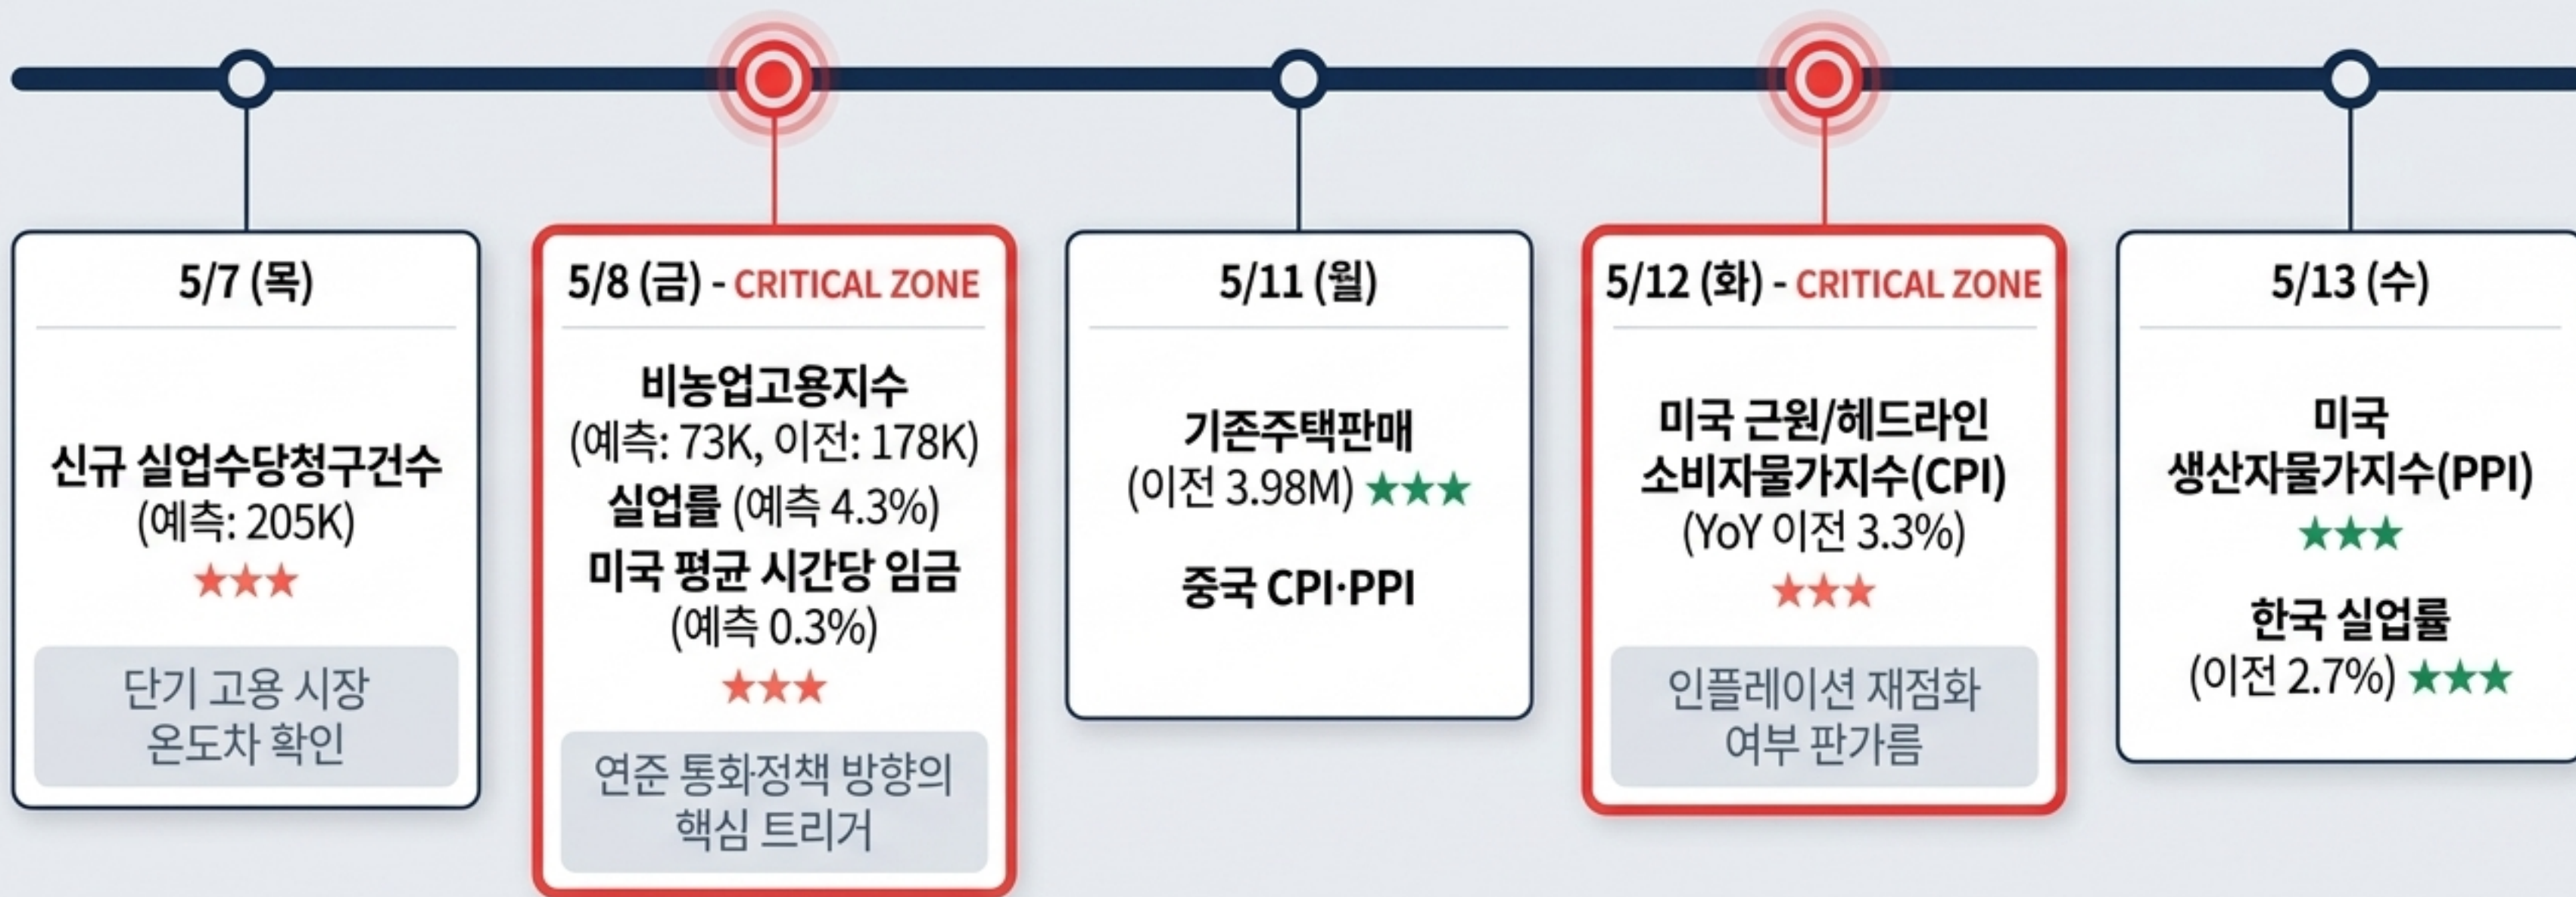 5/7 (목)
신규 실업수당청구건수
(예측: 205K)
★★★
단기 고용 시장
온도차 확인
5/8 (금) - CRITICAL ZONE
비농업고용지수
(예측: 73K, 이전: 178K)
실업률 (예측 4.3%)
미국 평균 시간당 임금
(예측 0.3%)
★★★
연준 통화정책 방향의
핵심 트리거
5/11 (월)
기존주택판매
(이전 3.98M) ★★★
중국 CPI·PPI
5/12 (화) - CRITICAL ZONE
미국 근원/헤드라인
소비자물가지수(CPI)
(YoY 이전 3.3%)
★★★
인플레이션 재점화
여부 판가름
5/13 (수)
미국
생산자물가지수(PPI)
★★★
한국 실업률
(이전 2.7%) ★★★